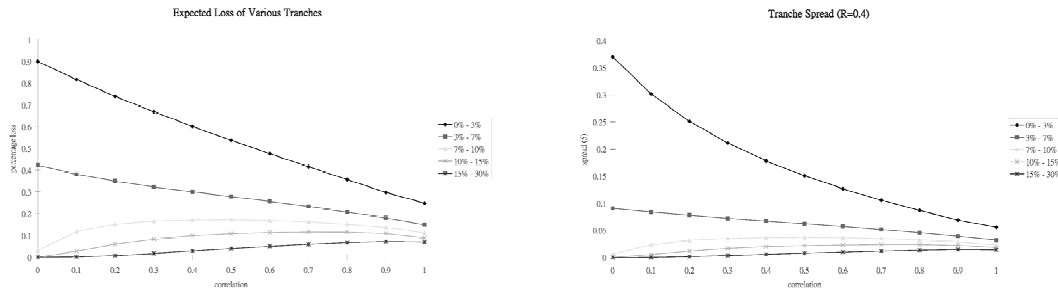 Expected Loss of Various Tranches
1
0.9
0.8
0.7
0.6
0.5
0.4
0.3
0.2
0.1
0
percentage loss
0 0.1 0.2 0.3 0.4 0.5 0.6 0.7 0.8 0.9 1
correlation
0% - 3%
3% - 7%
7% - 10%
10% - 15%
15% - 30%
Tranche Spread (R=0.4)
0.4
0.35
0.3
0.25
0.2
0.15
0.1
0.05
0
spread (S)
0 0.1 0.2 0.3 0.4 0.5 0.6 0.7 0.8 0.9 1
correlation
0% - 3%
3% - 7%
7% - 10%
10% - 15%
15% - 30%